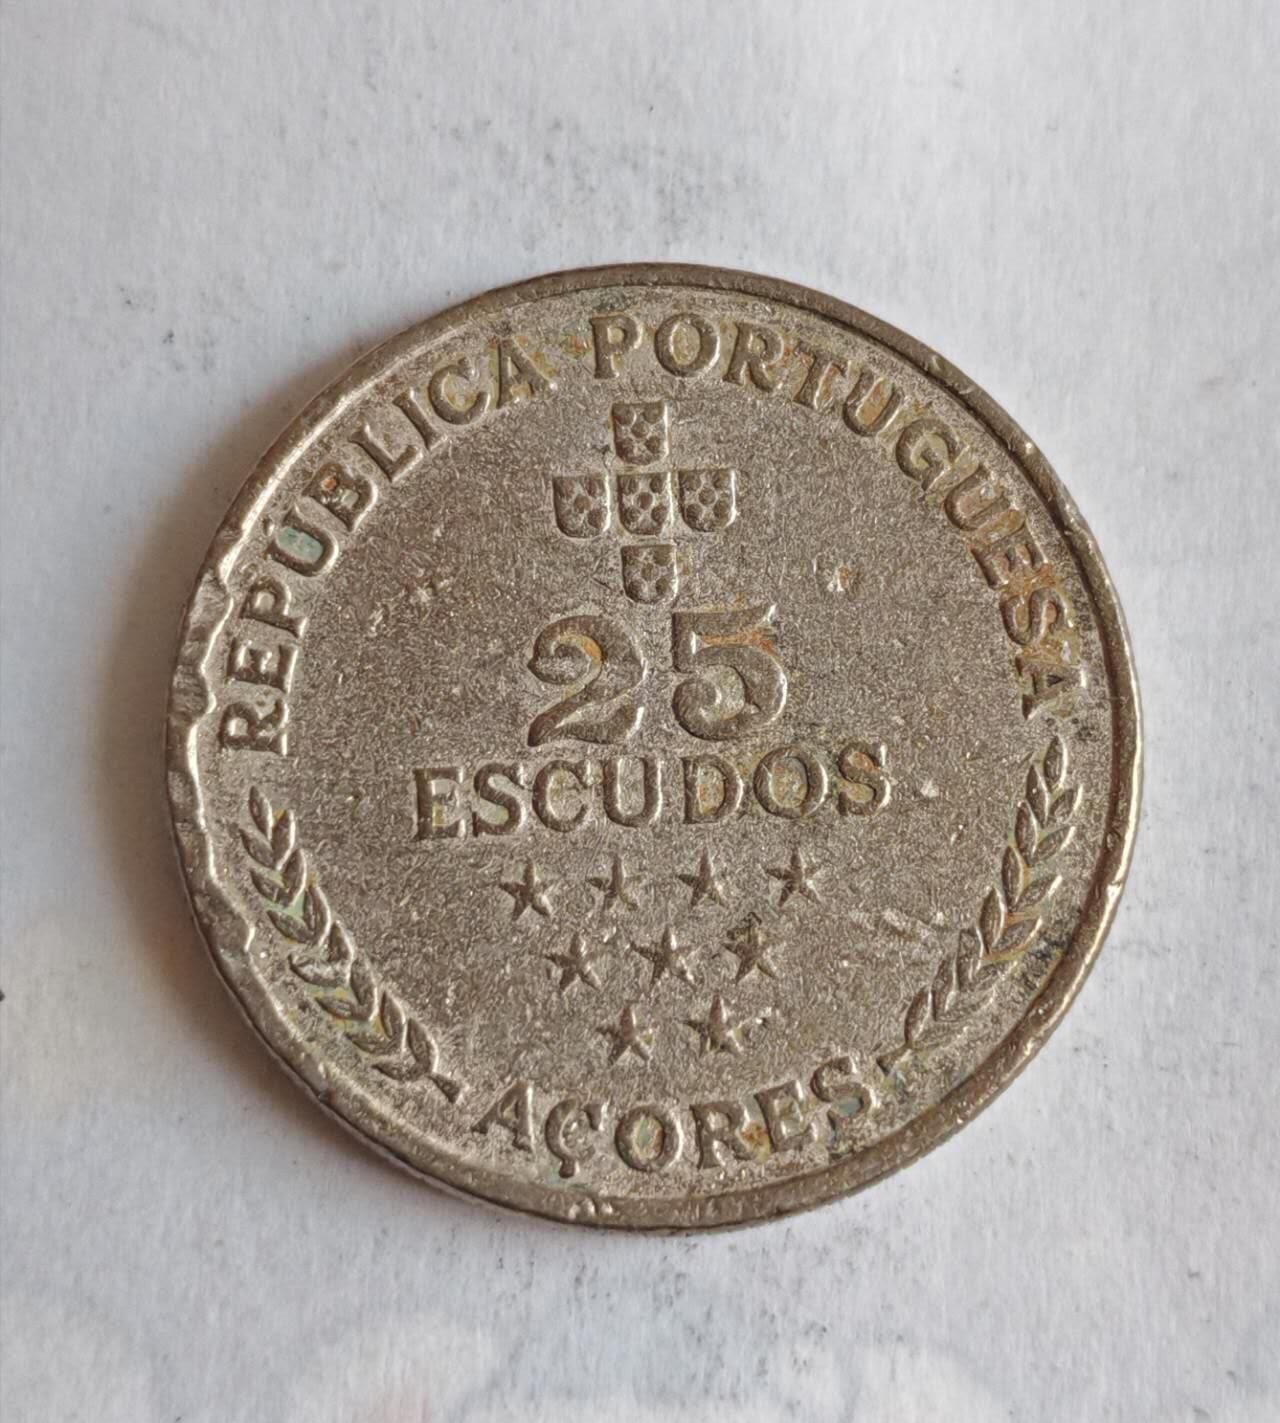 REPÚBLICA PORTUGUESA
25
ESCUDOS
AÇORES